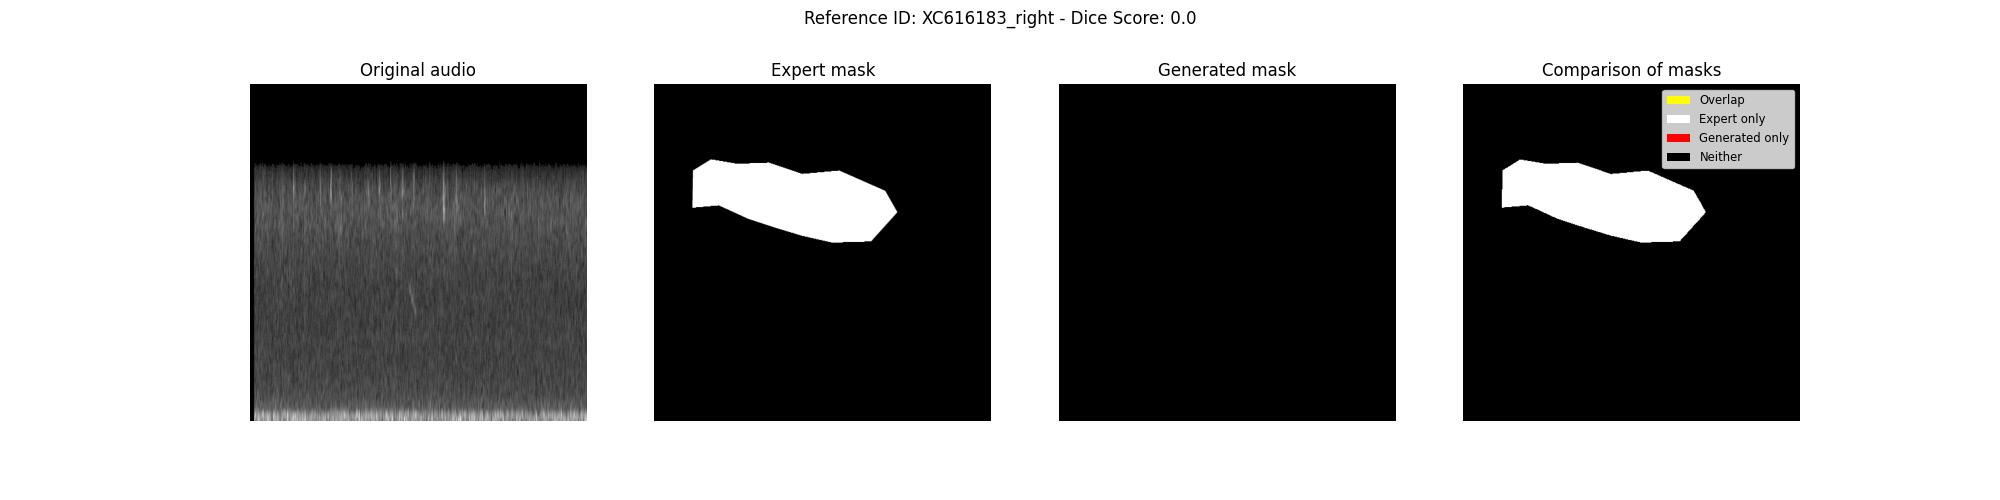 Reference ID: XC616183_right - Dice Score: 0.0
Original audio
Expert mask
Generated mask
Comparison of masks
Overlap
Expert only
Generated only
Neither